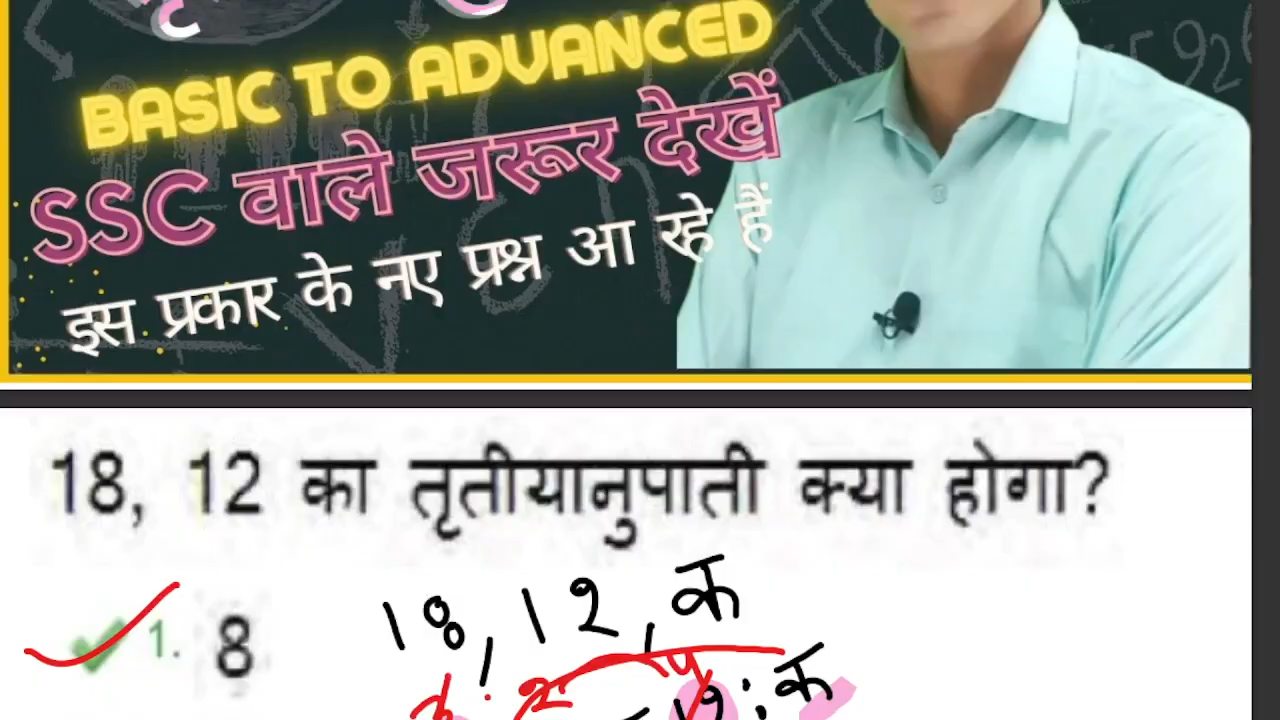 BASIC TO ADVANCED
SSC वाले जरूर देखें
इस प्रकार के नए प्रश्न आ रहे हैं
18, 12 का तृतीयानुपाती क्या होगा?
18, 12, क
1. 8
: क